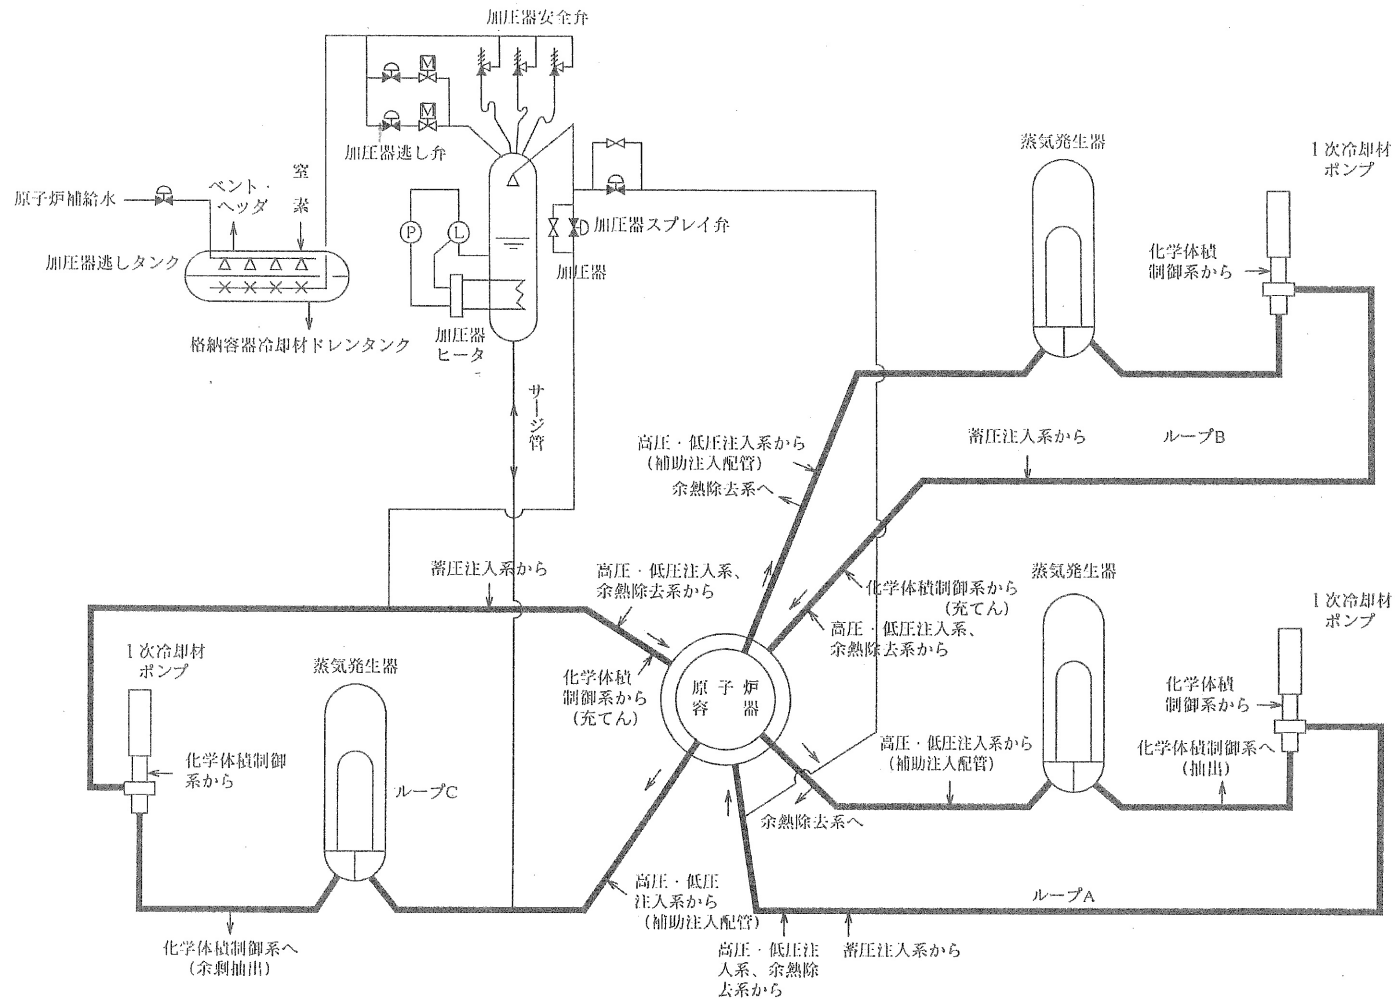 加圧器安全弁
加圧器逃し弁
原子炉補給水
ベント・
ヘッダ
窒
素
加圧器逃しタンク
格納容器冷却材ドレンタンク
M
M
P
L
加圧器
ヒータ
加圧器スプレイ弁
加圧器
サージ管
蒸気発生器
1次冷却材
ポンプ
化学体積
制御系から
高圧・低圧注入系から
(補助注入配管)
余熱除去系へ
蓄圧注入系から
ループB
蓄圧注入系から
高圧・低圧注入系、
余熱除去系から
化学体積制御系から
(充てん)
高圧・低圧注入系、
余熱除去系から
蒸気発生器
1次冷却材
ポンプ
1次冷却材
ポンプ
蒸気発生器
化学体積
制御系から
(充てん)
原子炉
容器
化学体積
制御系から
化学体積制御系へ
(抽出)
高圧・低圧注入系から
(補助注入配管)
化学体積制御
系から
ループC
余熱除去系へ
高圧・低圧
注入系から
(補助注入配管)
ループA
化学体積制御系へ
(余剰抽出)
高圧・低圧注
入系、余熱除
去系から
蓄圧注入系から